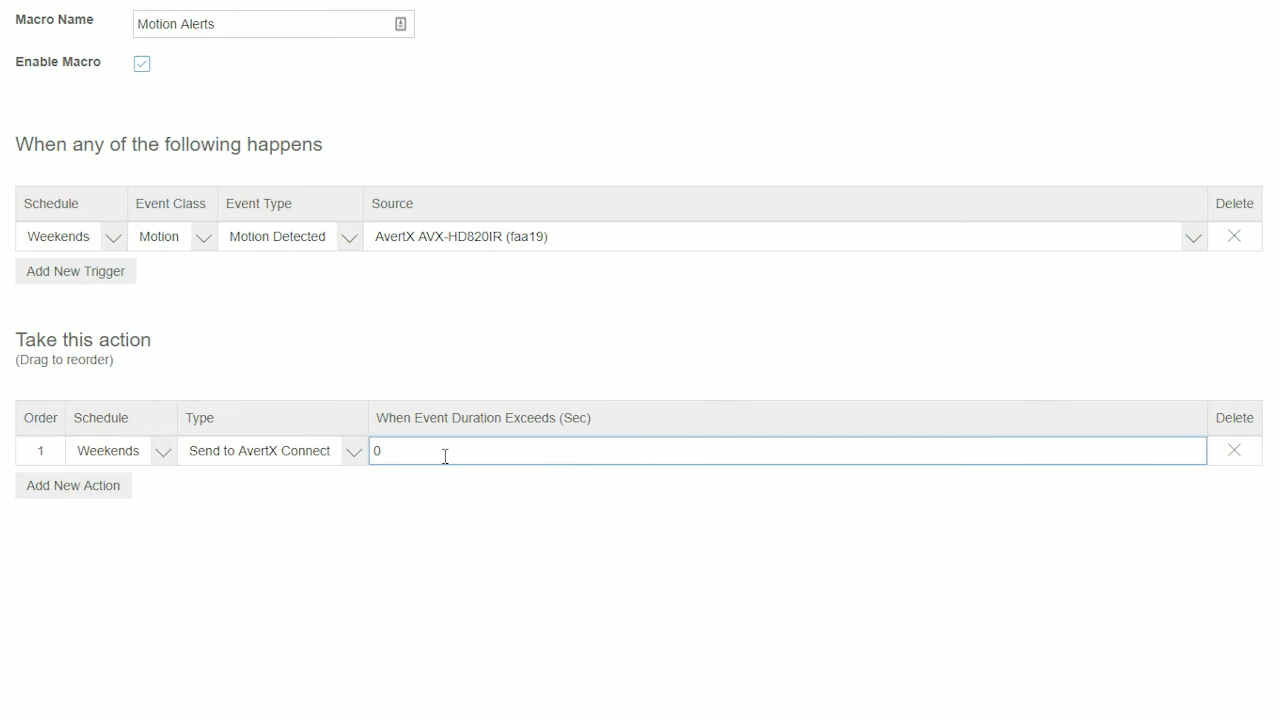 Macro Name Motion Alerts
Enable Macro
When any of the following happens
Schedule Event Class Event Type Source Delete
Weekends Motion Motion Detected AvertX AVX-HD820IR (faa19)
Add New Trigger
Take this action
(Drag to reorder)
Order Schedule Type When Event Duration Exceeds (Sec) Delete
1 Weekends Send to AvertX Connect 0
Add New Action